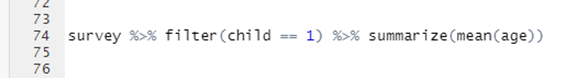 72
73
74 survey %>% filter(child == 1) %>% summarize(mean(age))
75
76